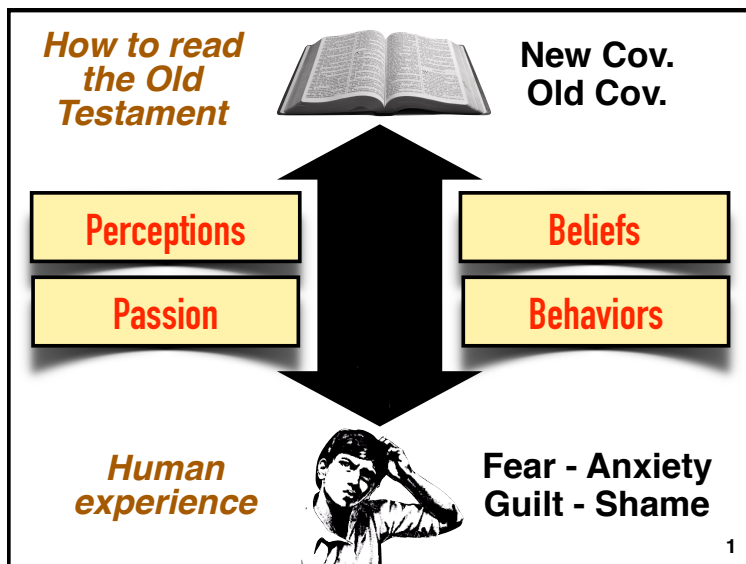 How to read
the Old
Testament
New Cov.
Old Cov.
Perceptions
Beliefs
Passion
Behaviors
Human
experience
Fear - Anxiety
Guilt - Shame
1